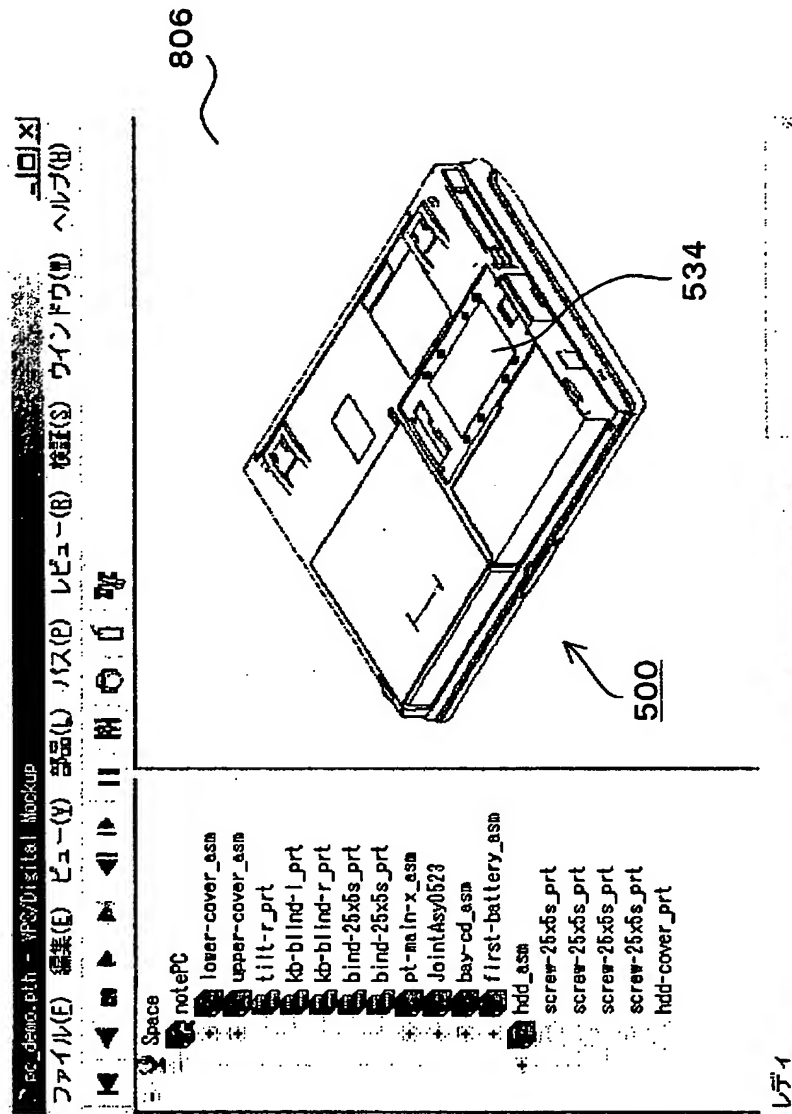 pc_demo.pth - VPS/Digital Mockup
ファイル(F) 編集(E) ビュー(V) 部品(L) パス(P) レビュー(R) 検証(S) ウインドウ(W) ヘルプ(H)
Space
notePC
lower-cover_asm
upper-cover_asm
tilt-r_prt
kb-blind-l_prt
kb-blind-r_prt
bind-25x5s_prt
bind-25x5s_prt
pt-main-x_asm
JointAsy0523
bay-cd_asm
first-battery_asm
hdd_asm
screw-25x5s_prt
screw-25x5s_prt
screw-25x5s_prt
screw-25x5s_prt
hdd-cover_prt
806
534
500
レディ